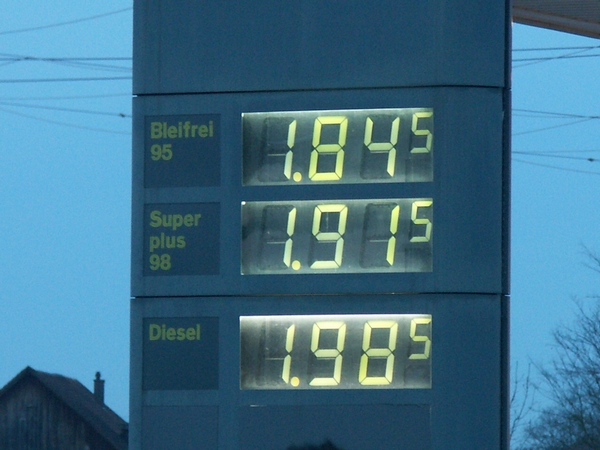 Bleifrei 1.845
95
Super 1.915
plus
98
Diesel 1.985